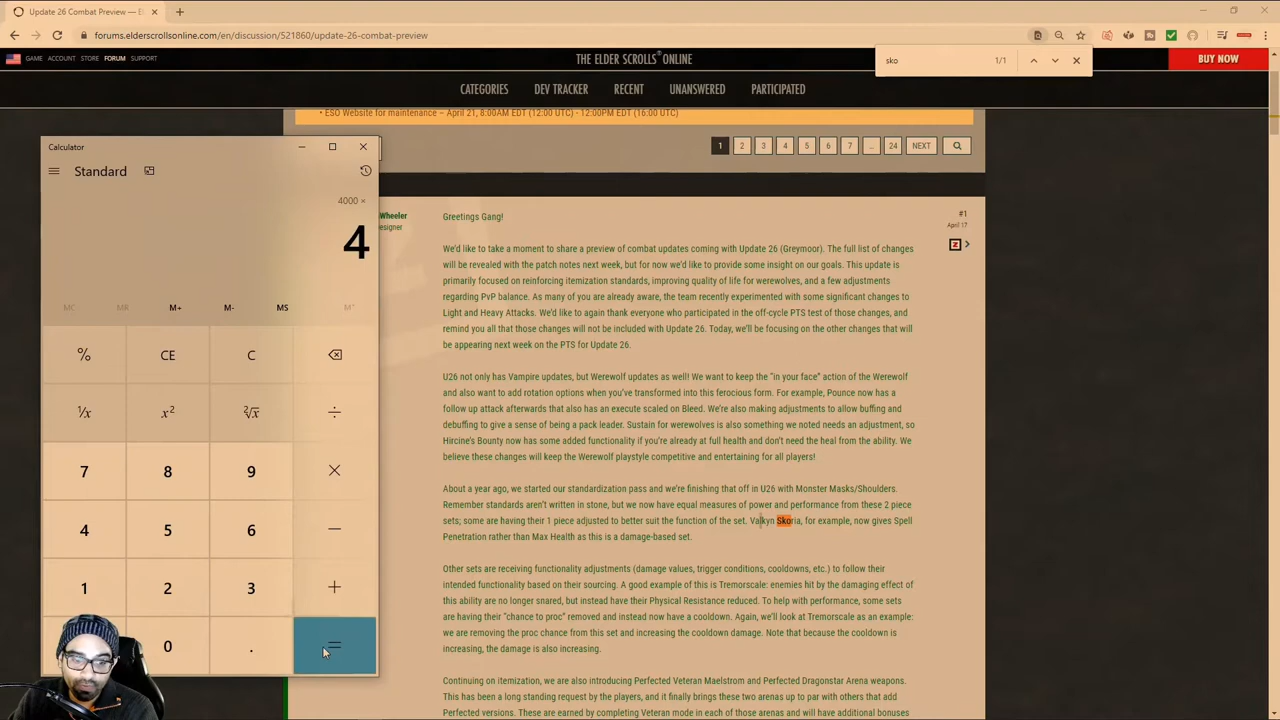 Update 26 Combat Preview —
forums.elderscrollsonline.com/en/discussion/521860/update-26-combat-preview
sko
1/1
GAME ACCOUNT STORE FORUM SUPPORT
THE ELDER SCROLLS ONLINE
BUY NOW
CATEGORIES DEV TRACKER RECENT UNANSWERED PARTICIPATED
• ESO Website for maintenance – April 21, 8:00AM EDT (12:00 UTC) - 12:00PM EDT (16:00 UTC)
1 2 3 4 5 6 7 … 24 NEXT
Calculator
Standard
4000 ×
4
MC MR M+ M- MS M
% CE C
¹/x x² ²√x ÷
7 8 9 ×
4 5 6 −
1 2 3 +
0 . =
Wheeler
esigner
#1
April 17
Greetings Gang!
We'd like to take a moment to share a preview of combat updates coming with Update 26 (Greymoor). The full list of changes
will be revealed with the patch notes next week, but for now we'd like to provide some insight on our goals. This update is
primarily focused on reinforcing itemization standards, improving quality of life for werewolves, and a few adjustments
regarding PvP balance. As many of you are already aware, the team recently experimented with some significant changes to
Light and Heavy Attacks. We'd like to again thank everyone who participated in the off-cycle PTS test of those changes, and
remind you all that those changes will not be included with Update 26. Today, we'll be focusing on the other changes that will
be appearing next week on the PTS for Update 26.
U26 not only has Vampire updates, but Werewolf updates as well! We want to keep the "in your face" action of the Werewolf
and also want to add rotation options when you've transformed into this ferocious form. For example, Pounce now has a
follow up attack afterwards that also has an execute scaled on Bleed. We're also making adjustments to allow buffing and
debuffing to give a sense of being a pack leader. Sustain for werewolves is also something we noted needs an adjustment, so
Hircine's Bounty now has some added functionality if you're already at full health and don't need the heal from the ability. We
believe these changes will keep the Werewolf playstyle competitive and entertaining for all players!
About a year ago, we started our standardization pass and we're finishing that off in U26 with Monster Masks/Shoulders.
Remember standards aren't written in stone, but we now have equal measures of power and performance from these 2 piece
sets; some are having their 1 piece adjusted to better suit the function of the set. Valkyn Skoria, for example, now gives Spell
Penetration rather than Max Health as this is a damage-based set.
Other sets are receiving functionality adjustments (damage values, trigger conditions, cooldowns, etc.) to follow their
intended functionality based on their sourcing. A good example of this is Tremorscale: enemies hit by the damaging effect of
this ability are no longer snared, but instead have their Physical Resistance reduced. To help with performance, some sets
are having their "chance to proc" removed and instead now have a cooldown. Again, we'll look at Tremorscale as an example:
we are removing the proc chance from this set and increasing the cooldown damage. Note that because the cooldown is
increasing, the damage is also increasing.
Continuing on itemization, we are also introducing Perfected Veteran Maelstrom and Perfected Dragonstar Arena weapons.
This has been a long standing request by the players, and it finally brings these two arenas up to par with others that add
Perfected versions. These are earned by completing Veteran mode in each of those arenas and will have additional bonuses